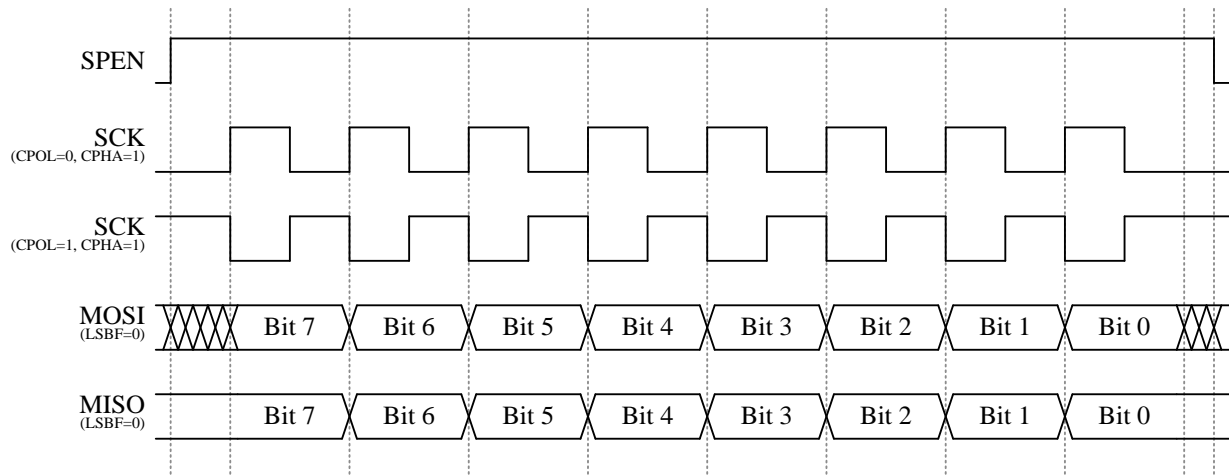 SPEN
SCK
(CPOL=0, CPHA=1)
SCK
(CPOL=1, CPHA=1)
MOSI
(LSBF=0)
Bit 7 Bit 6 Bit 5 Bit 4 Bit 3 Bit 2 Bit 1 Bit 0
MISO
(LSBF=0)
Bit 7 Bit 6 Bit 5 Bit 4 Bit 3 Bit 2 Bit 1 Bit 0